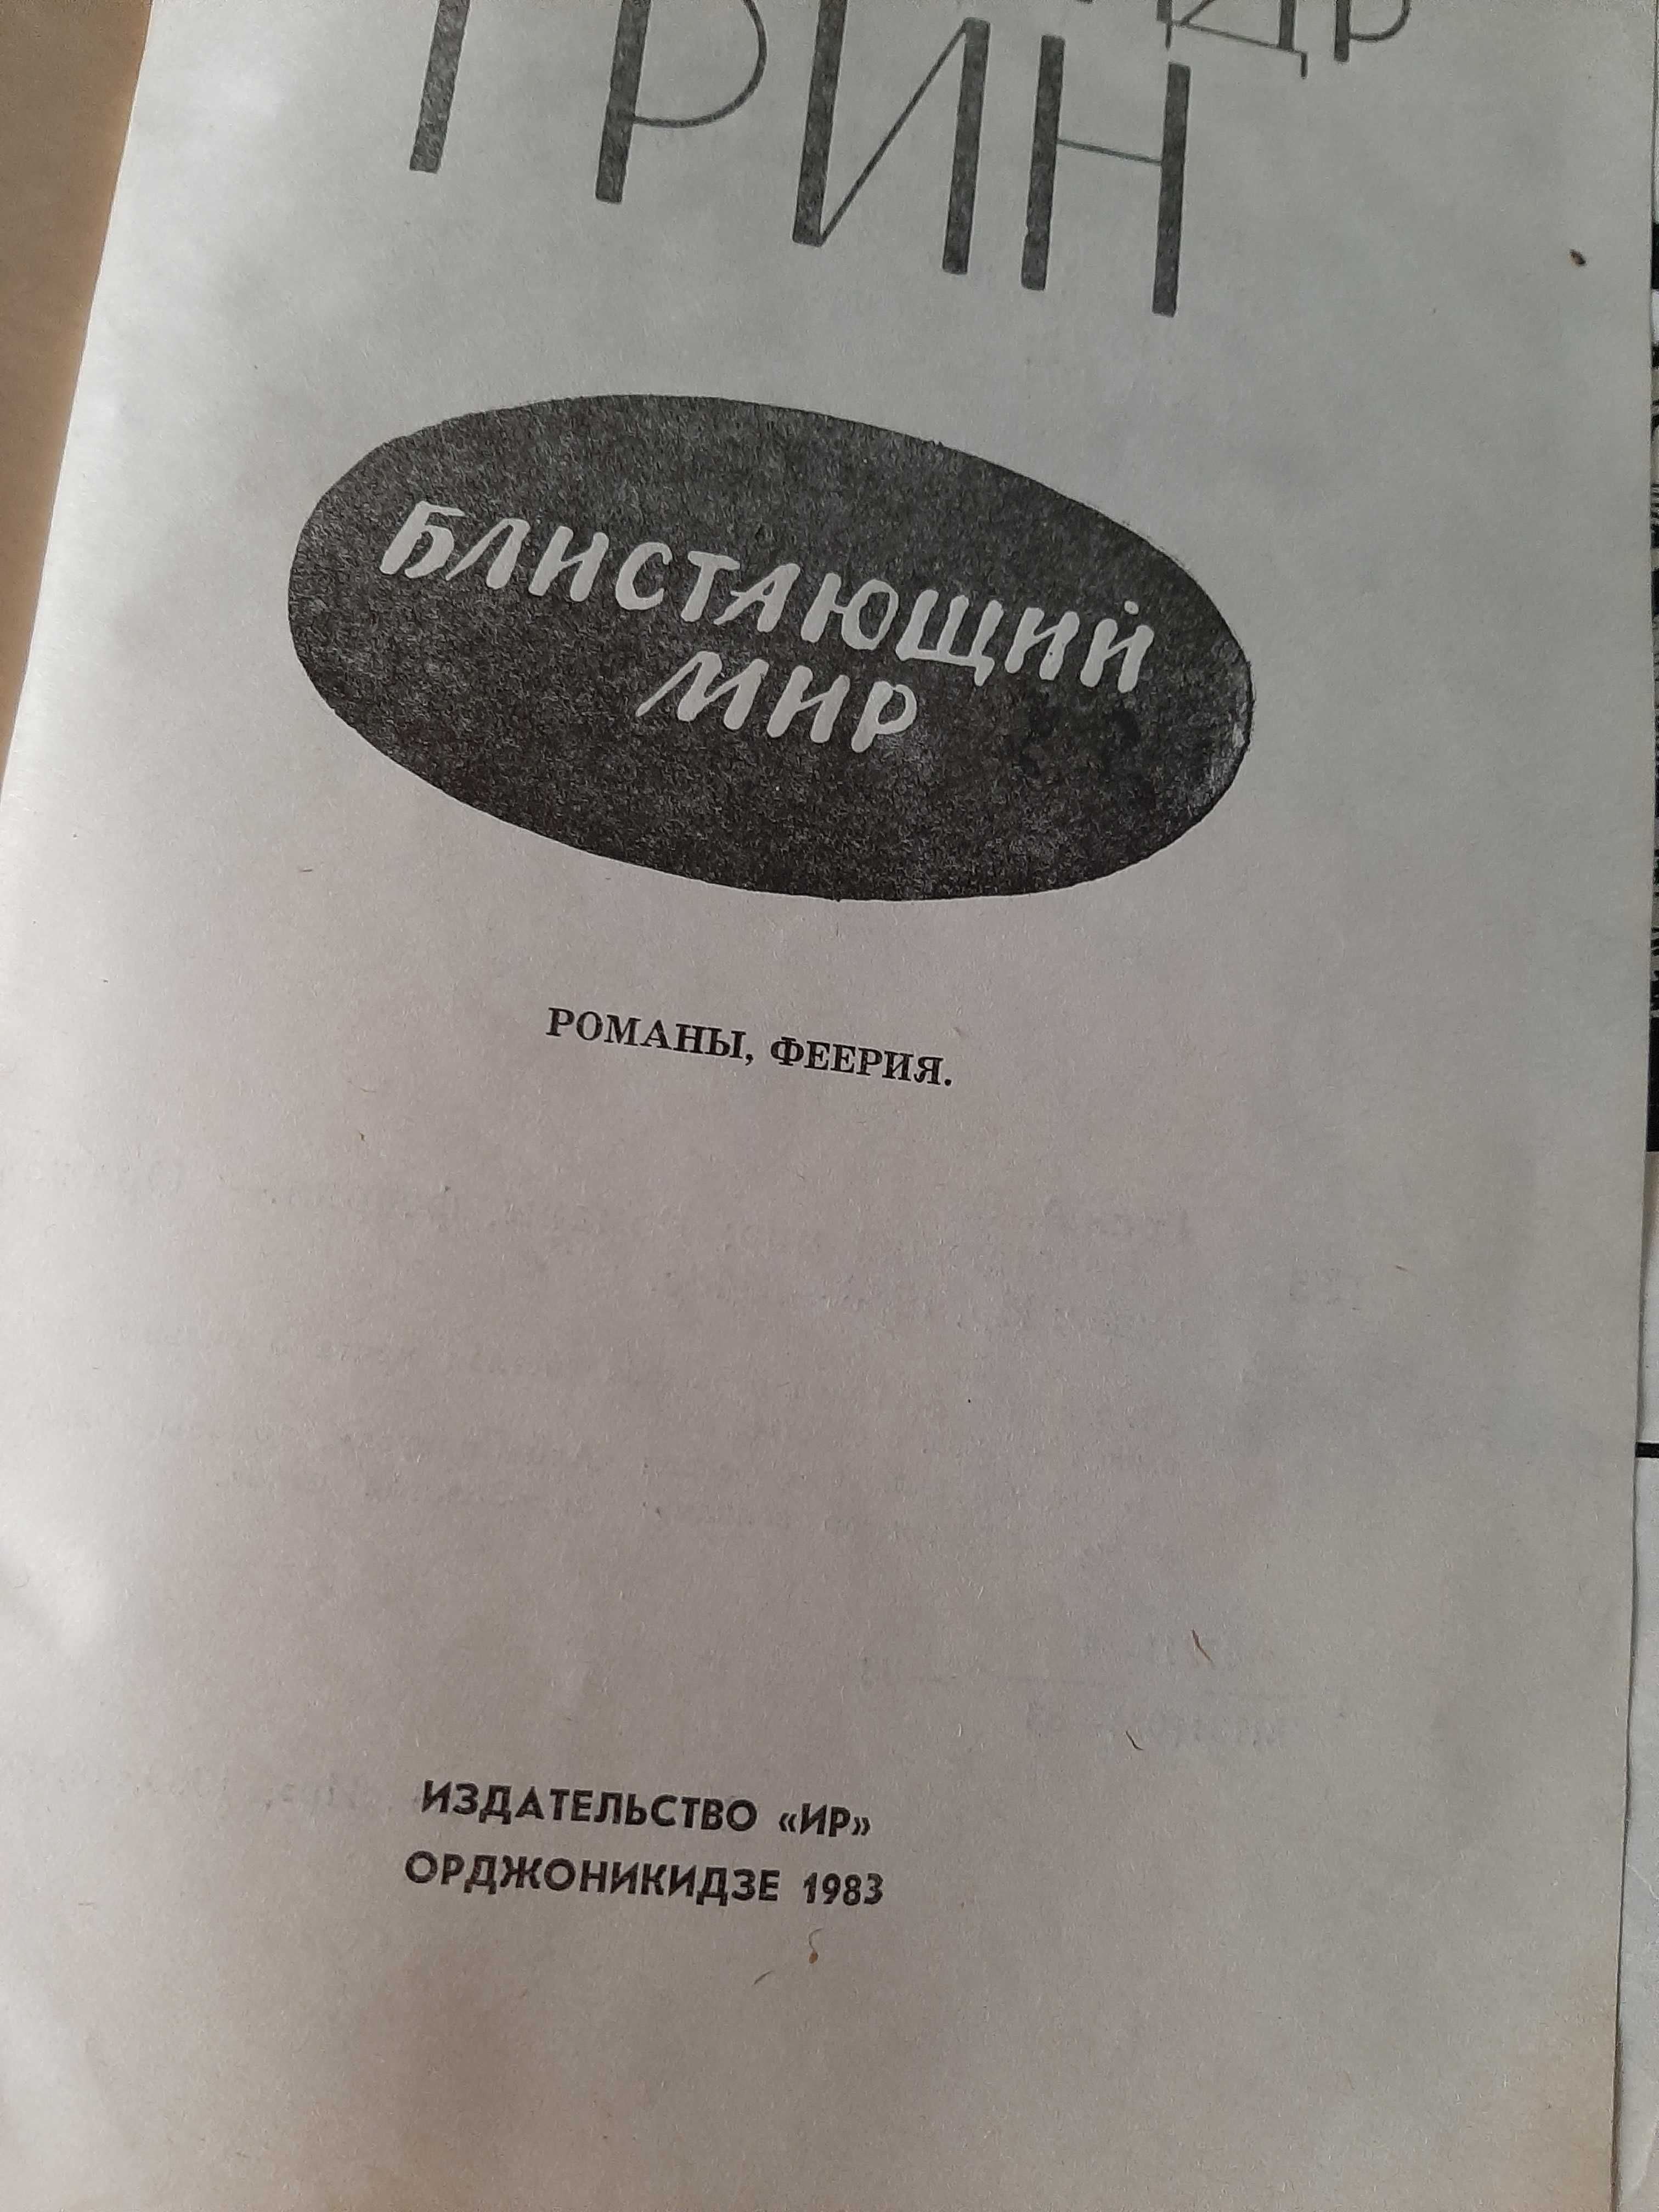 ГРИН
БЛИСТАЮЩИЙ
МИР
РОМАНЫ, ФЕЕРИЯ.
ИЗДАТЕЛЬСТВО «ИР»
ОРДЖОНИКИДЗЕ 1983